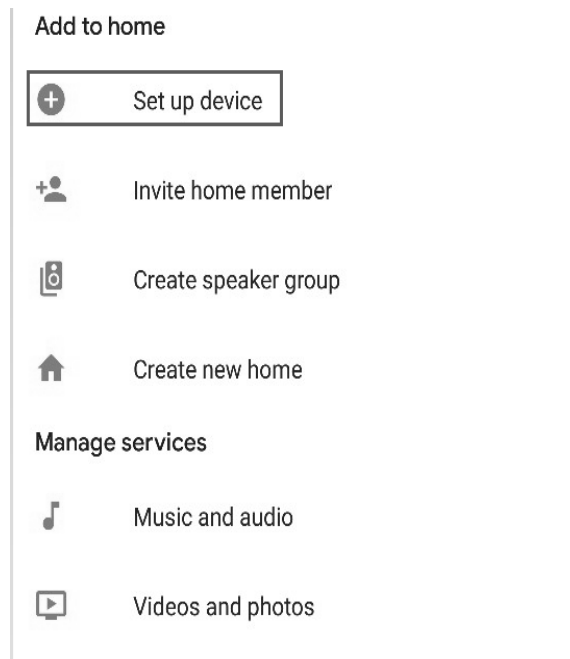 Add to home
Set up device
Invite home member
Create speaker group
Create new home
Manage services
Music and audio
Videos and photos